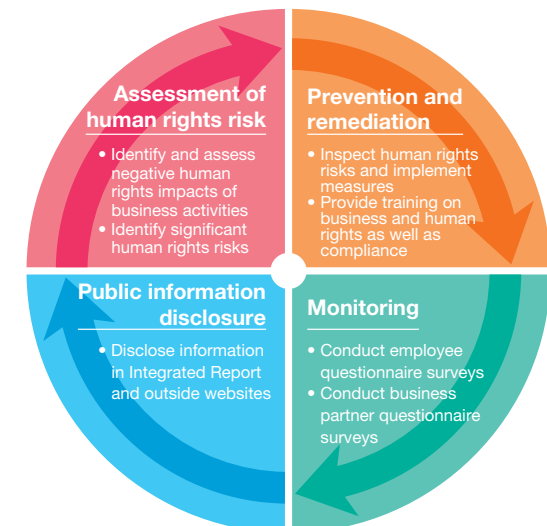 Assessment of
human rights risk
• Identify and assess
negative human
rights impacts of
business activities
• Identify significant
human rights risks
Prevention and
remediation
• Inspect human rights
risks and implement
measures
• Provide training on
business and human
rights as well as
compliance
Public information
disclosure
• Disclose information
in Integrated Report
and outside websites
Monitoring
• Conduct employee
questionnaire surveys
• Conduct business
partner questionnaire
surveys